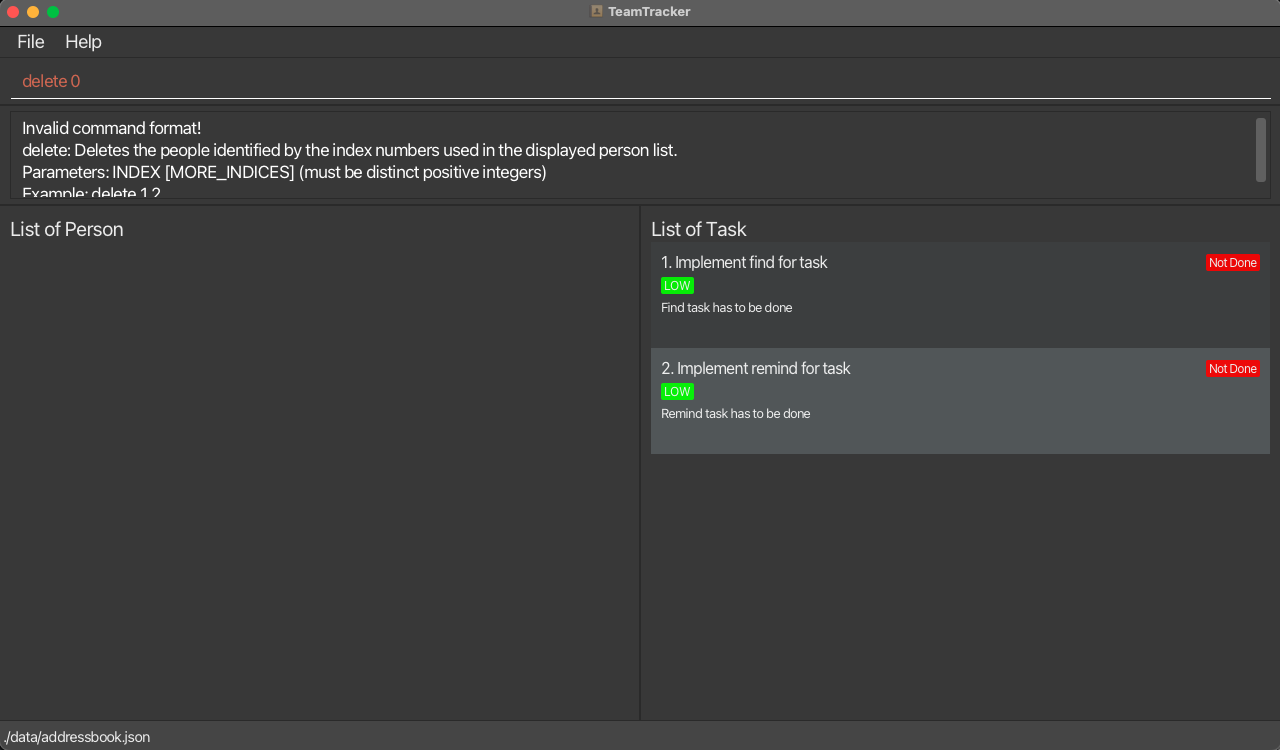 TeamTracker
File Help
delete 0
Invalid command format!
delete: Deletes the people identified by the index numbers used in the displayed person list.
Parameters: INDEX [MORE_INDICES] (must be distinct positive integers)
Example: delete 1 2
List of Person
List of Task
1. Implement find for task
Not Done
LOW
Find task has to be done
2. Implement remind for task
Not Done
LOW
Remind task has to be done
./data/addressbook.json